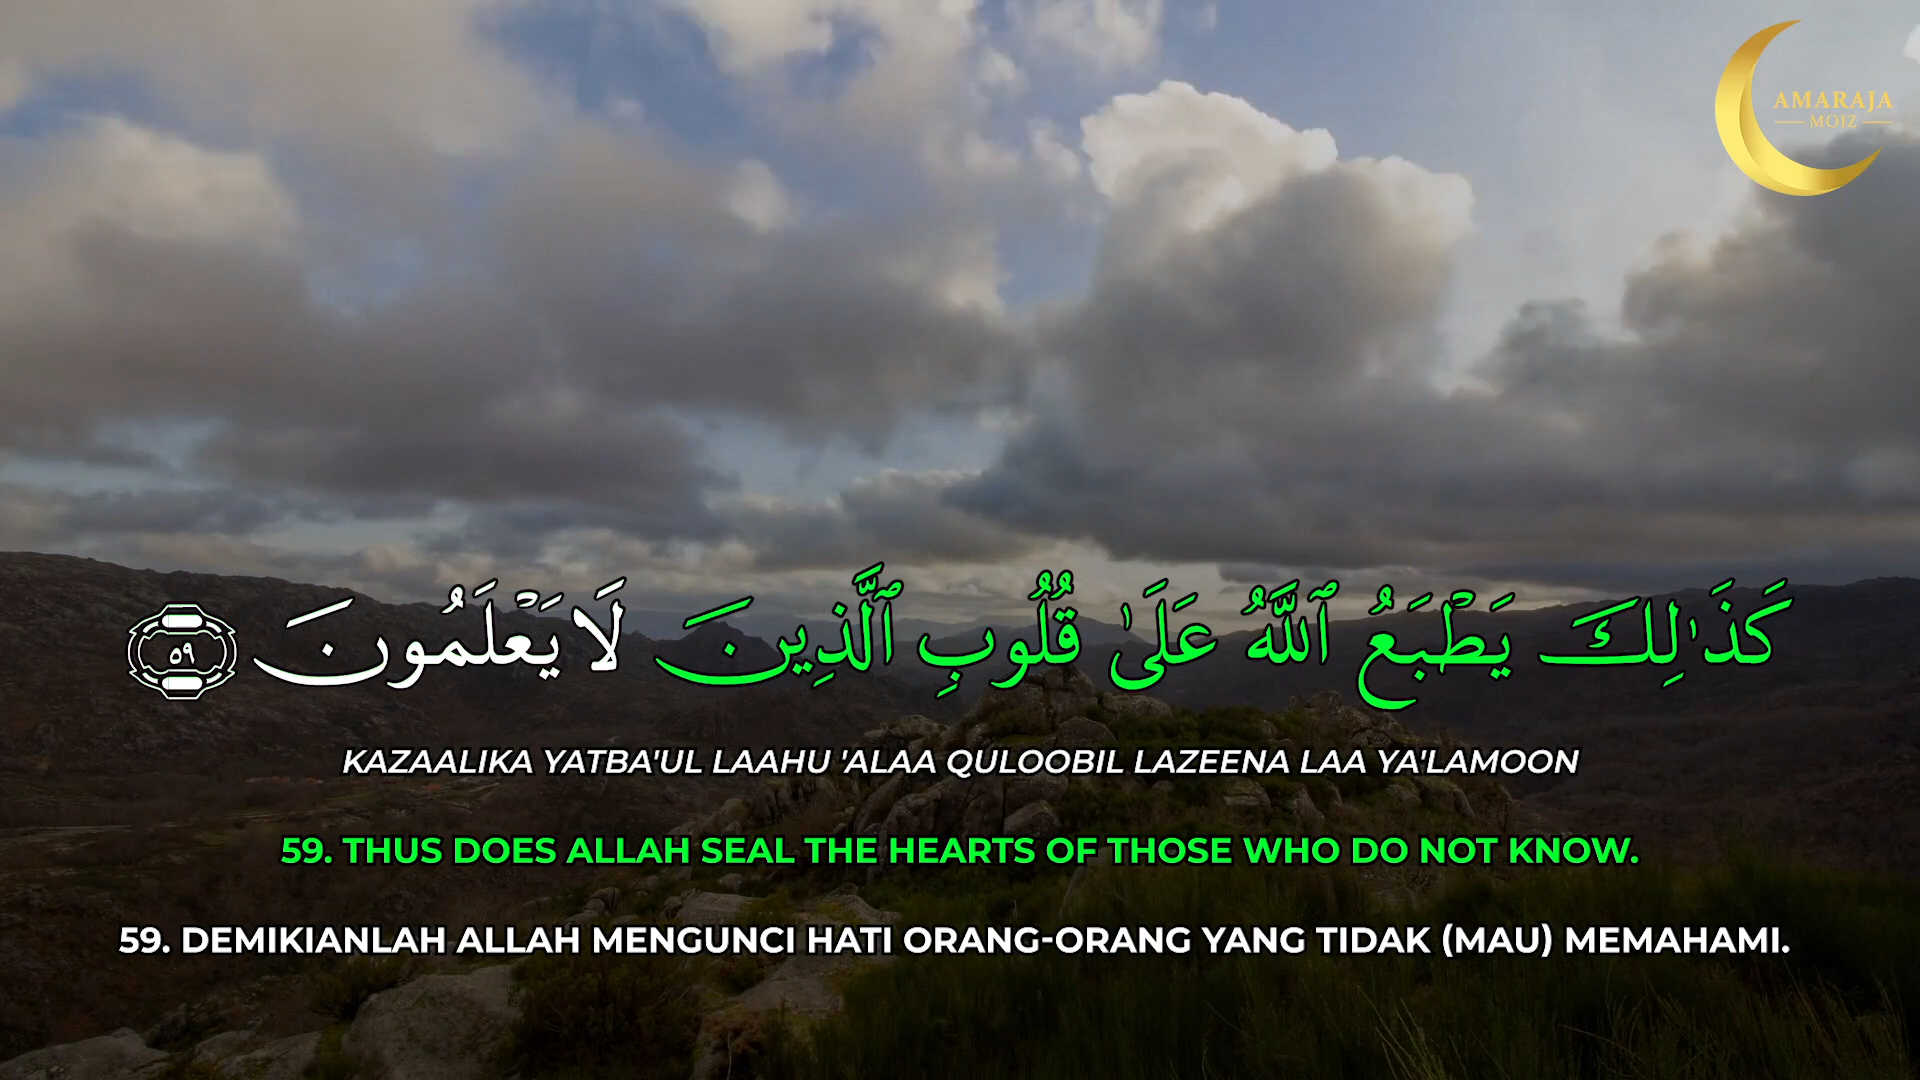 AMARAJA
MOIZ
كَذَٰلِكَ يَطْبَعُ ٱللَّهُ عَلَىٰ قُلُوبِ ٱلَّذِينَ لَا يَعْلَمُونَ ٥٩
KAZAALIKA YATBA'UL LAAHU 'ALAA QULOOBIL LAZEENA LAA YA'LAMOON
59. THUS DOES ALLAH SEAL THE HEARTS OF THOSE WHO DO NOT KNOW.
59. DEMIKIANLAH ALLAH MENGUNCI HATI ORANG-ORANG YANG TIDAK (MAU) MEMAHAMI.